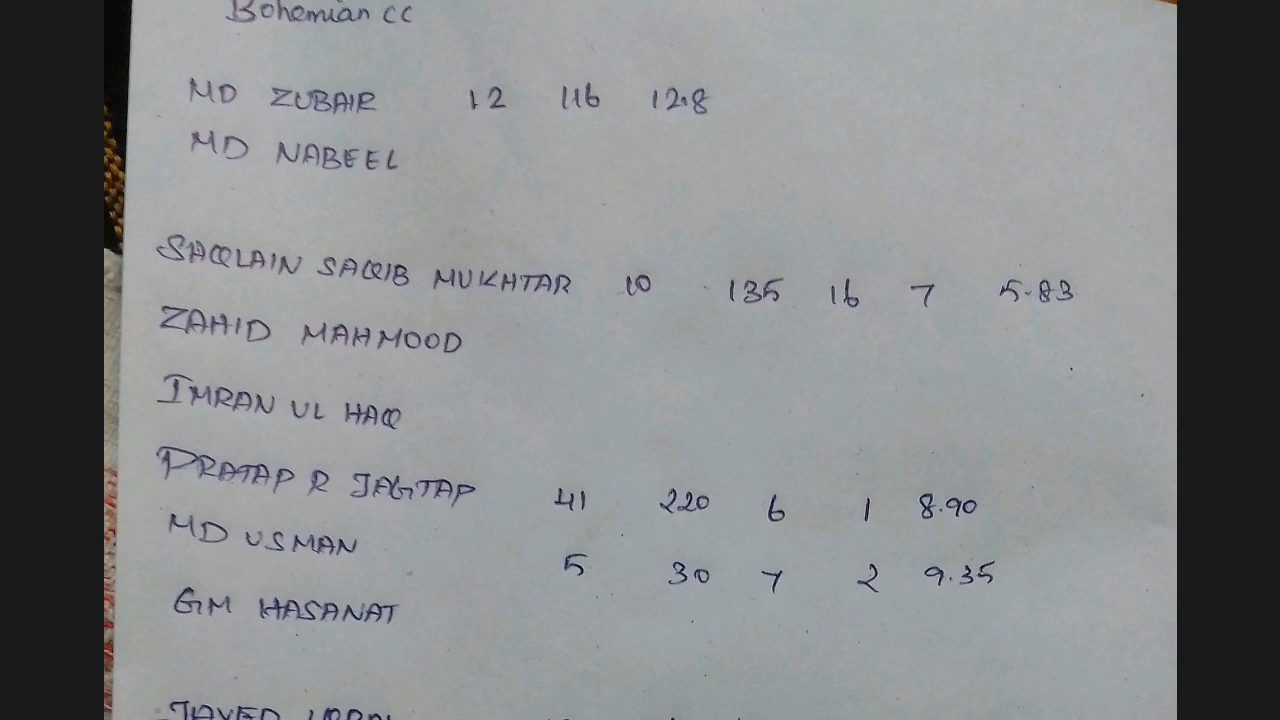 Bohemian CC
MD ZUBAIR 12 116 12.8
MD NABEEL
SAQLAIN SAQIB MUKHTAR 10 135 16 7 5.83
ZAHID MAHMOOD
IMRAN UL HAQ
PRATAP R JAGTAP 41 220 6 1 8.90
MD USMAN 5 30 7 2 9.35
GM HASANAT
JAVED